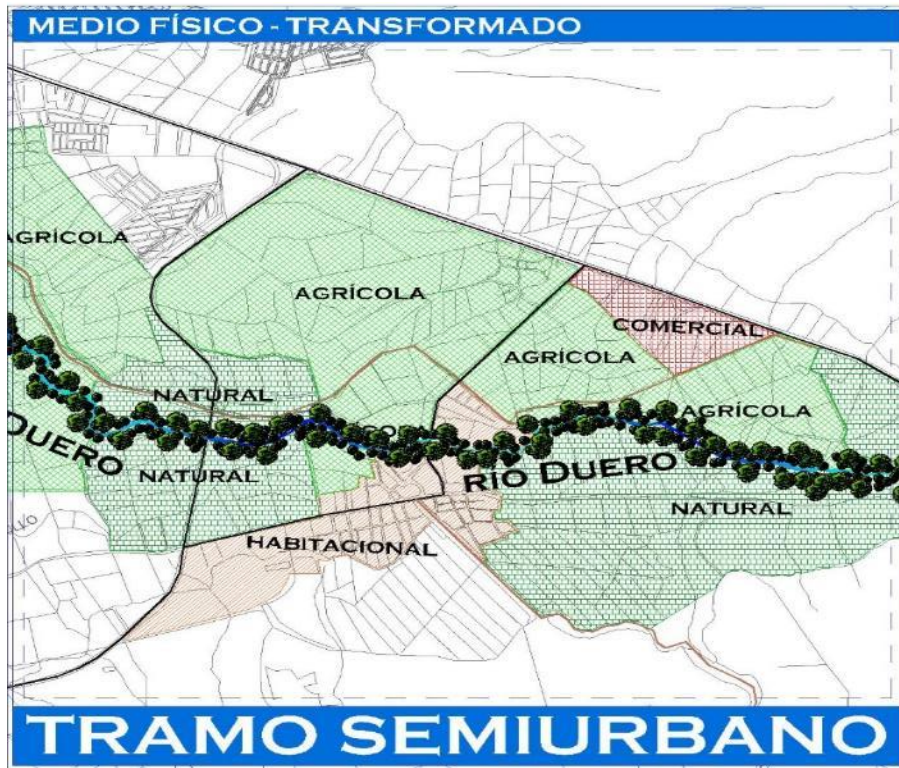 MEDIO FÍSICO - TRANSFORMADO
AGRÍCOLA
AGRÍCOLA
COMERCIAL
AGRÍCOLA
NATURAL
AGRÍCOLA
DUERO
NATURAL
RÍO DUERO
NATURAL
HABITACIONAL
TRAMO SEMIURBANO